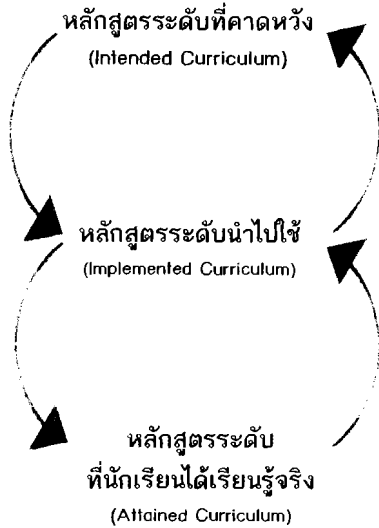 หลักสูตรระดับที่คาดหวัง
(Intended Curriculum)
หลักสูตรระดับนำไปใช้
(Implemented Curriculum)
หลักสูตรระดับ
ที่นักเรียนได้เรียนรู้จริง
(Attained Curriculum)